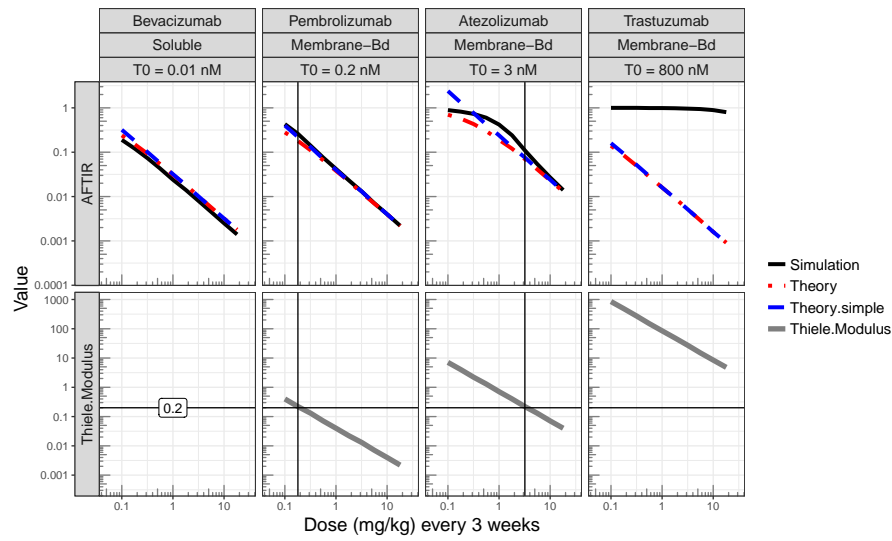 Bevacizumab Pembrolizumab Atezolizumab Trastuzumab
Soluble Membrane−Bd Membrane−Bd Membrane−Bd
T0 = 0.01 nM T0 = 0.2 nM T0 = 3 nM T0 = 800 nM
AFTIR
1
0.1
0.01
0.001
0.0001
Value
Thiele.Modulus
1000
100
10
1
0.1
0.01
0.001
0.2
0.1 1 10 0.1 1 10 0.1 1 10 0.1 1 10
Dose (mg/kg) every 3 weeks
Simulation
Theory
Theory.simple
Thiele.Modulus